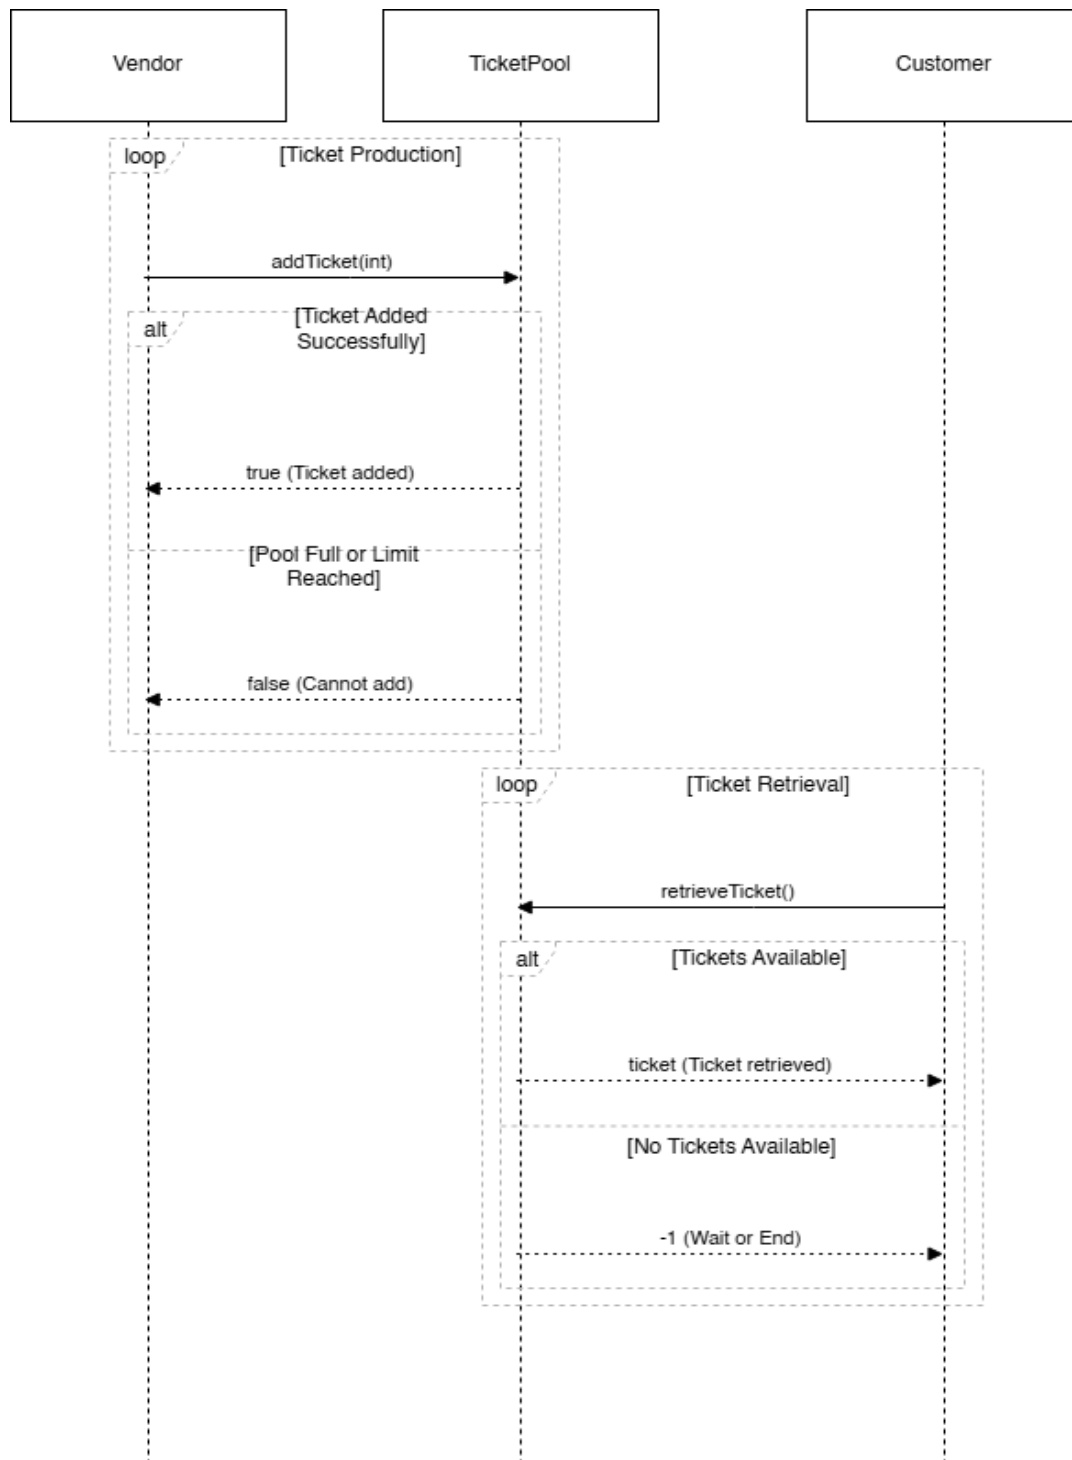 Vendor
TicketPool
Customer
loop
[Ticket Production]
addTicket(int)
alt
[Ticket Added
Successfully]
true (Ticket added)
[Pool Full or Limit
Reached]
false (Cannot add)
loop
[Ticket Retrieval]
retrieveTicket()
alt
[Tickets Available]
ticket (Ticket retrieved)
[No Tickets Available]
-1 (Wait or End)